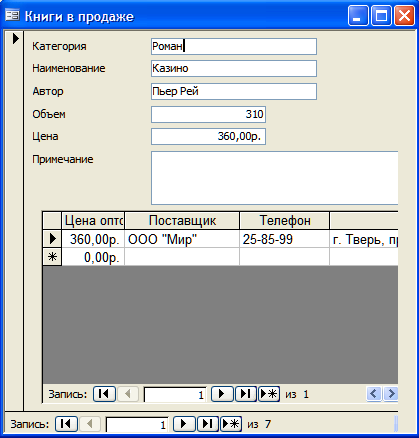 Книги в продаже
Категория Роман
Наименование Казино
Автор Пьер Рей
Объем 310
Цена 360,00р.
Примечание
Цена опто Поставщик Телефон
360,00р. ООО "Мир" 25-85-99 г. Тверь, пр
0,00р.
Запись: 1 из 1
Запись: 1 из 7